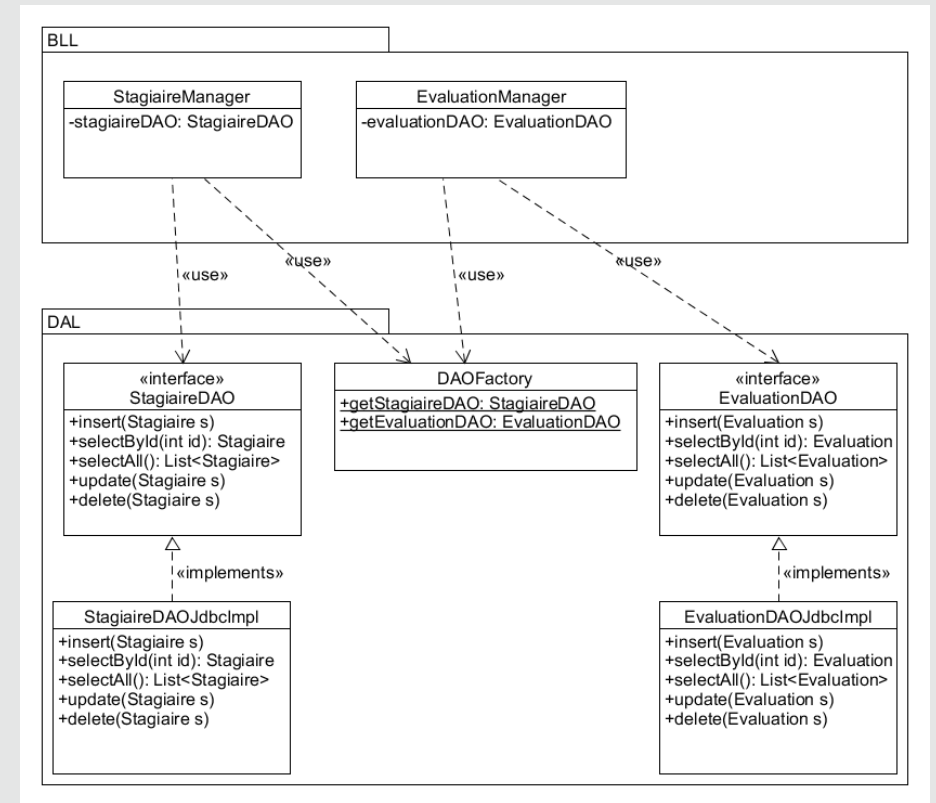 BLL
StagiaireManager
-stagiaireDAO: StagiaireDAO
EvaluationManager
-evaluationDAO: EvaluationDAO
«use»
«use»
«use»
«use»
DAL
«interface»
StagiaireDAO
+insert(Stagiaire s)
+selectById(int id): Stagiaire
+selectAll(): List<Stagiaire>
+update(Stagiaire s)
+delete(Stagiaire s)
DAOFactory
+getStagiaireDAO: StagiaireDAO
+getEvaluationDAO: EvaluationDAO
«interface»
EvaluationDAO
+insert(Evaluation s)
+selectById(int id): Evaluation
+selectAll(): List<Evaluation>
+update(Evaluation s)
+delete(Evaluation s)
«implements»
«implements»
StagiaireDAOJdbcImpl
+insert(Stagiaire s)
+selectById(int id): Stagiaire
+selectAll(): List<Stagiaire>
+update(Stagiaire s)
+delete(Stagiaire s)
EvaluationDAOJdbcImpl
+insert(Evaluation s)
+selectById(int id): Evaluation
+selectAll(): List<Evaluation>
+update(Evaluation s)
+delete(Evaluation s)